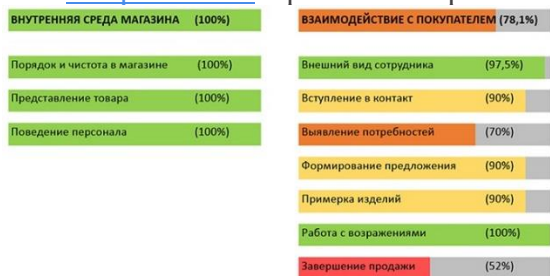 ВНУТРЕННЯЯ СРЕДА МАГАЗИНА (100%)
Порядок и чистота в магазине (100%)
Представление товара (100%)
Поведение персонала (100%)
ВЗАИМОДЕЙСТВИЕ С ПОКУПАТЕЛЕМ (78,1%)
Внешний вид сотрудника (97,5%)
Вступление в контакт (90%)
Выявление потребностей (70%)
Формирование предложения (90%)
Примерка изделий (90%)
Работа с возражениями (100%)
Завершение продажи (52%)